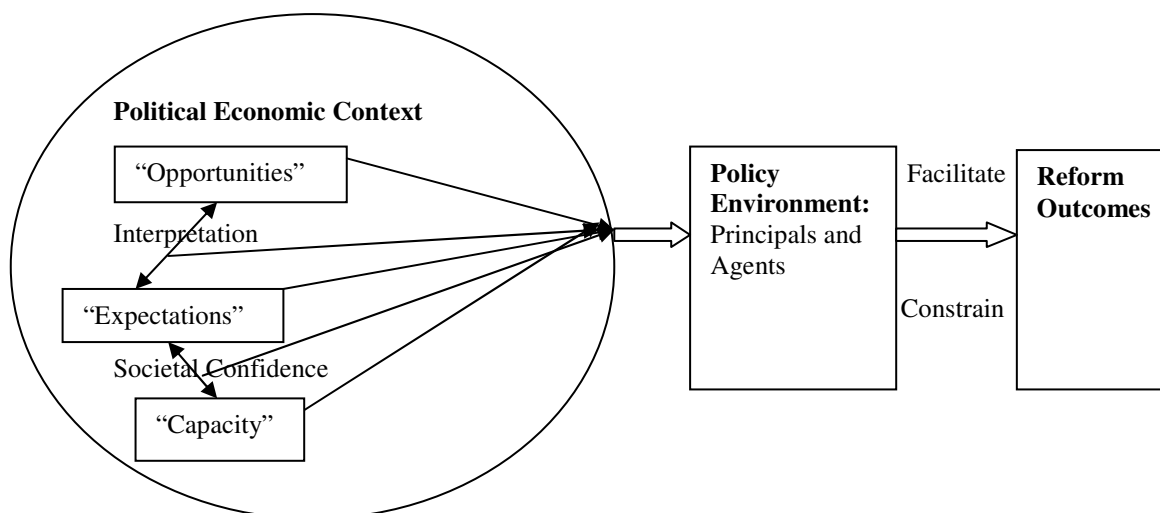 Political Economic Context
“Opportunities”
Interpretation
“Expectations”
Societal Confidence
“Capacity”
Policy
Environment:
Principals and
Agents
Facilitate
Constrain
Reform
Outcomes